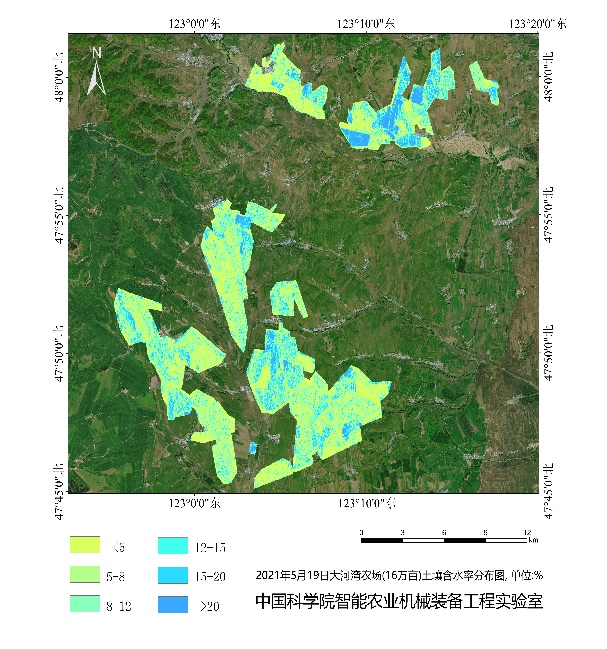 123°0'0"东 123°10'0"东 123°20'0"东
48°0'0"北 48°0'0"北
N
47°55'0"北 47°55'0"北
47°50'0"北 47°50'0"北
47°45'0"北 47°45'0"北
123°0'0"东 123°10'0"东
0 3 6 9 12
km
<5 12-15
5-8 15-20
8-12 >20
2021年5月19日大河湾农场(16万亩)土壤含水率分布图, 单位:%
中国科学院智能农业机械装备工程实验室